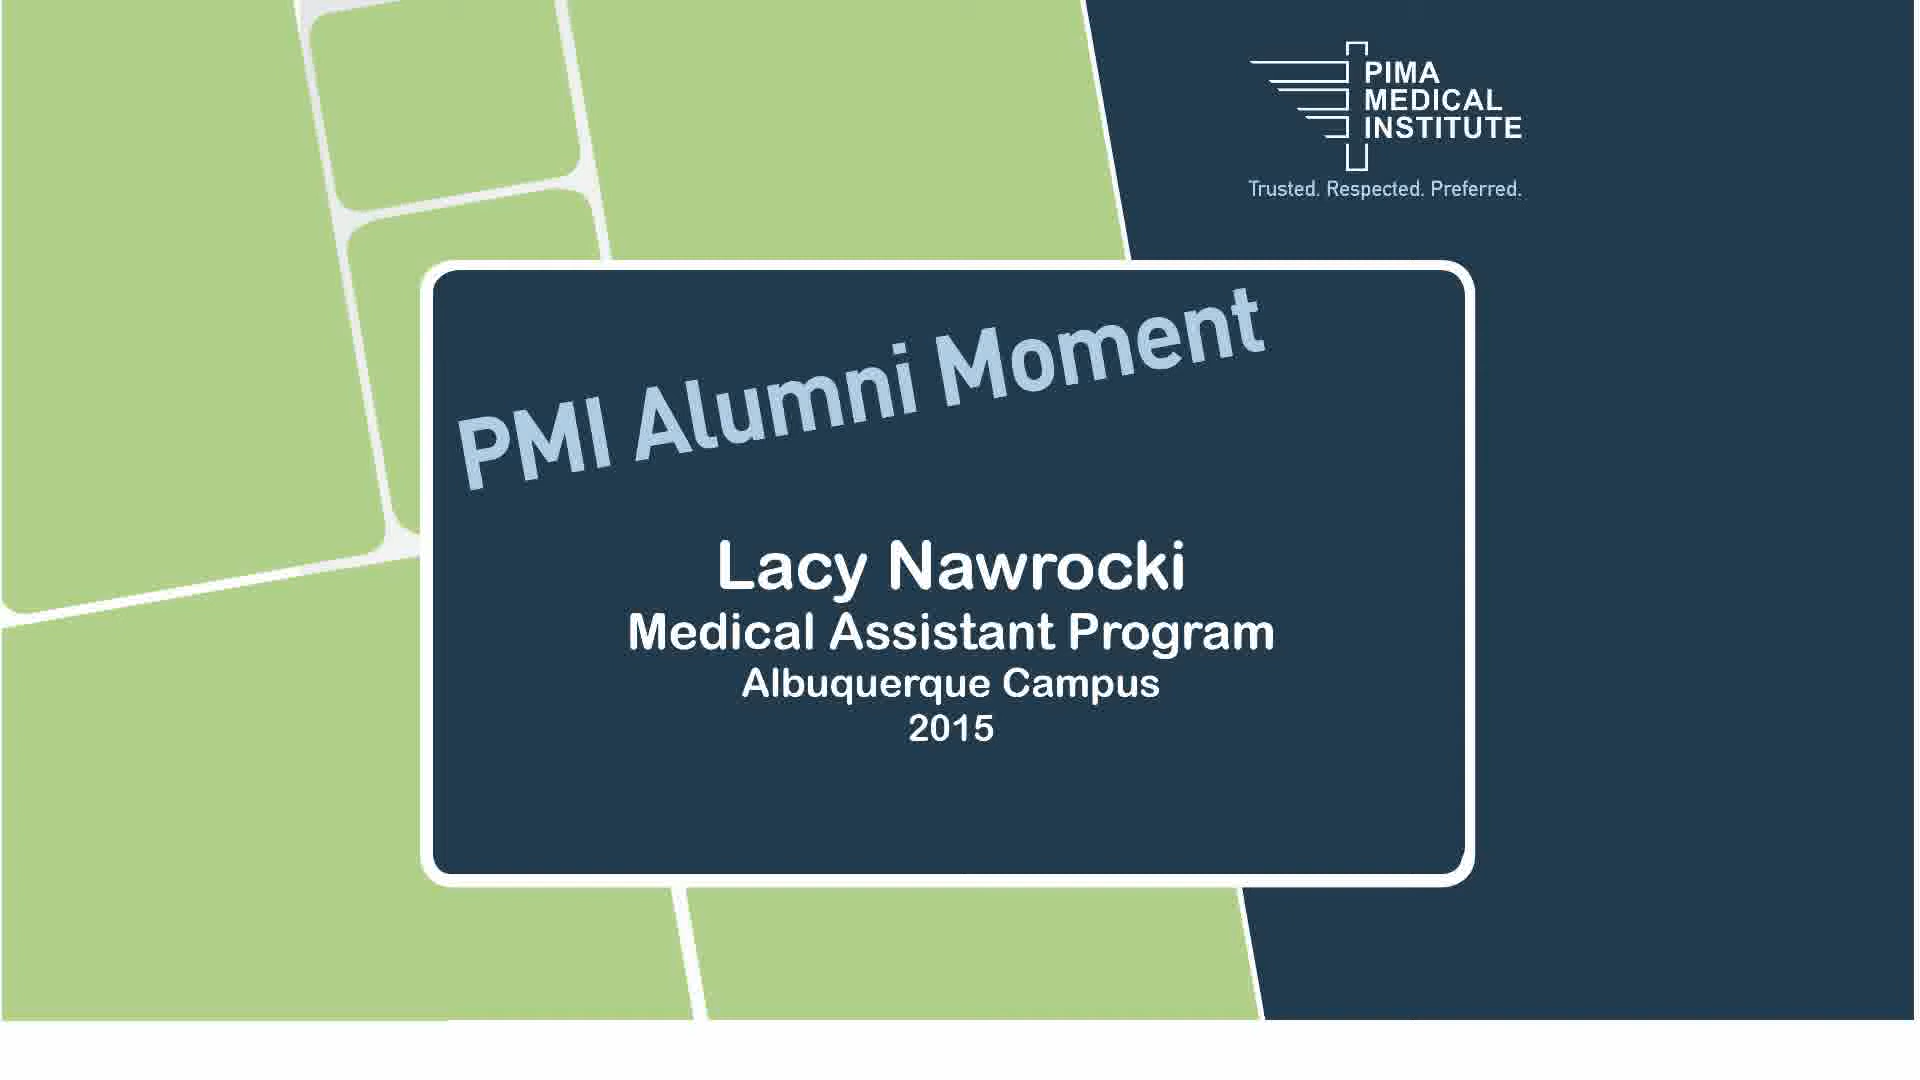 PIMA
MEDICAL
INSTITUTE
Trusted. Respected. Preferred.
PMI Alumni Moment
Lacy Nawrocki
Medical Assistant Program
Albuquerque Campus
2015